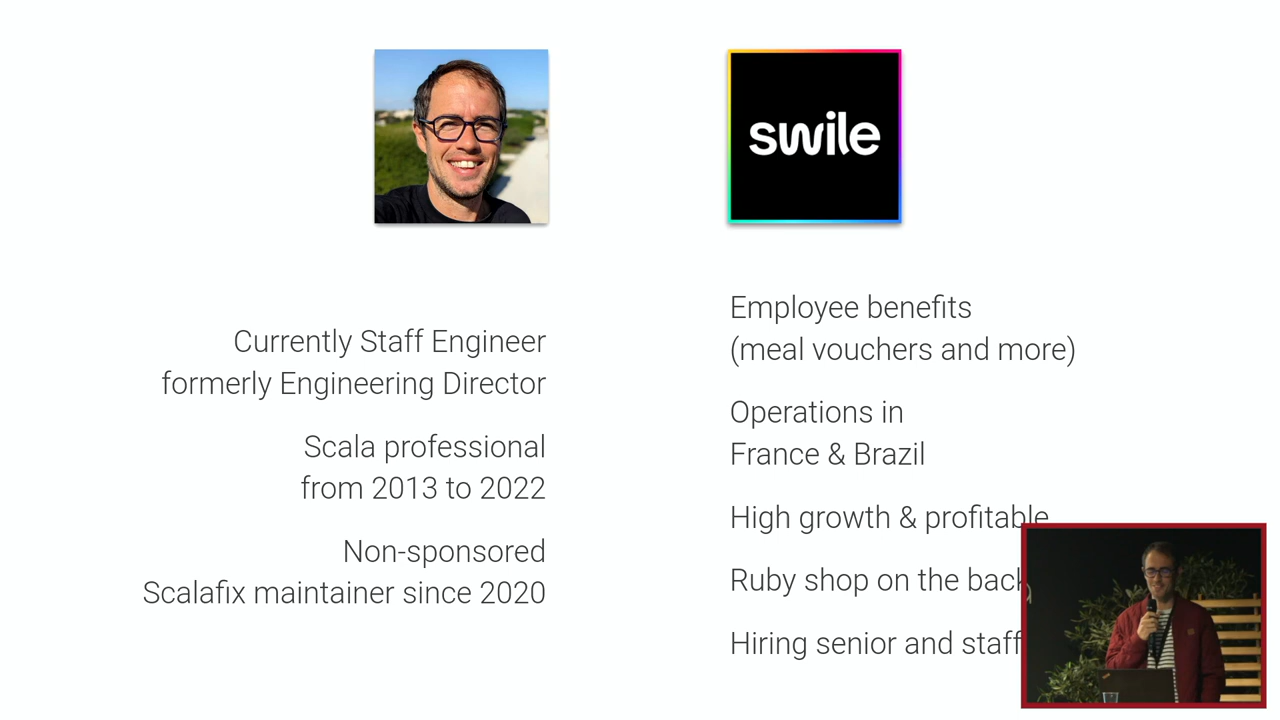 swile
Currently Staff Engineer
formerly Engineering Director
Scala professional
from 2013 to 2022
Non-sponsored
Scalafix maintainer since 2020
Employee benefits
(meal vouchers and more)
Operations in
France & Brazil
High growth & profitable
Ruby shop on the back
Hiring senior and staff